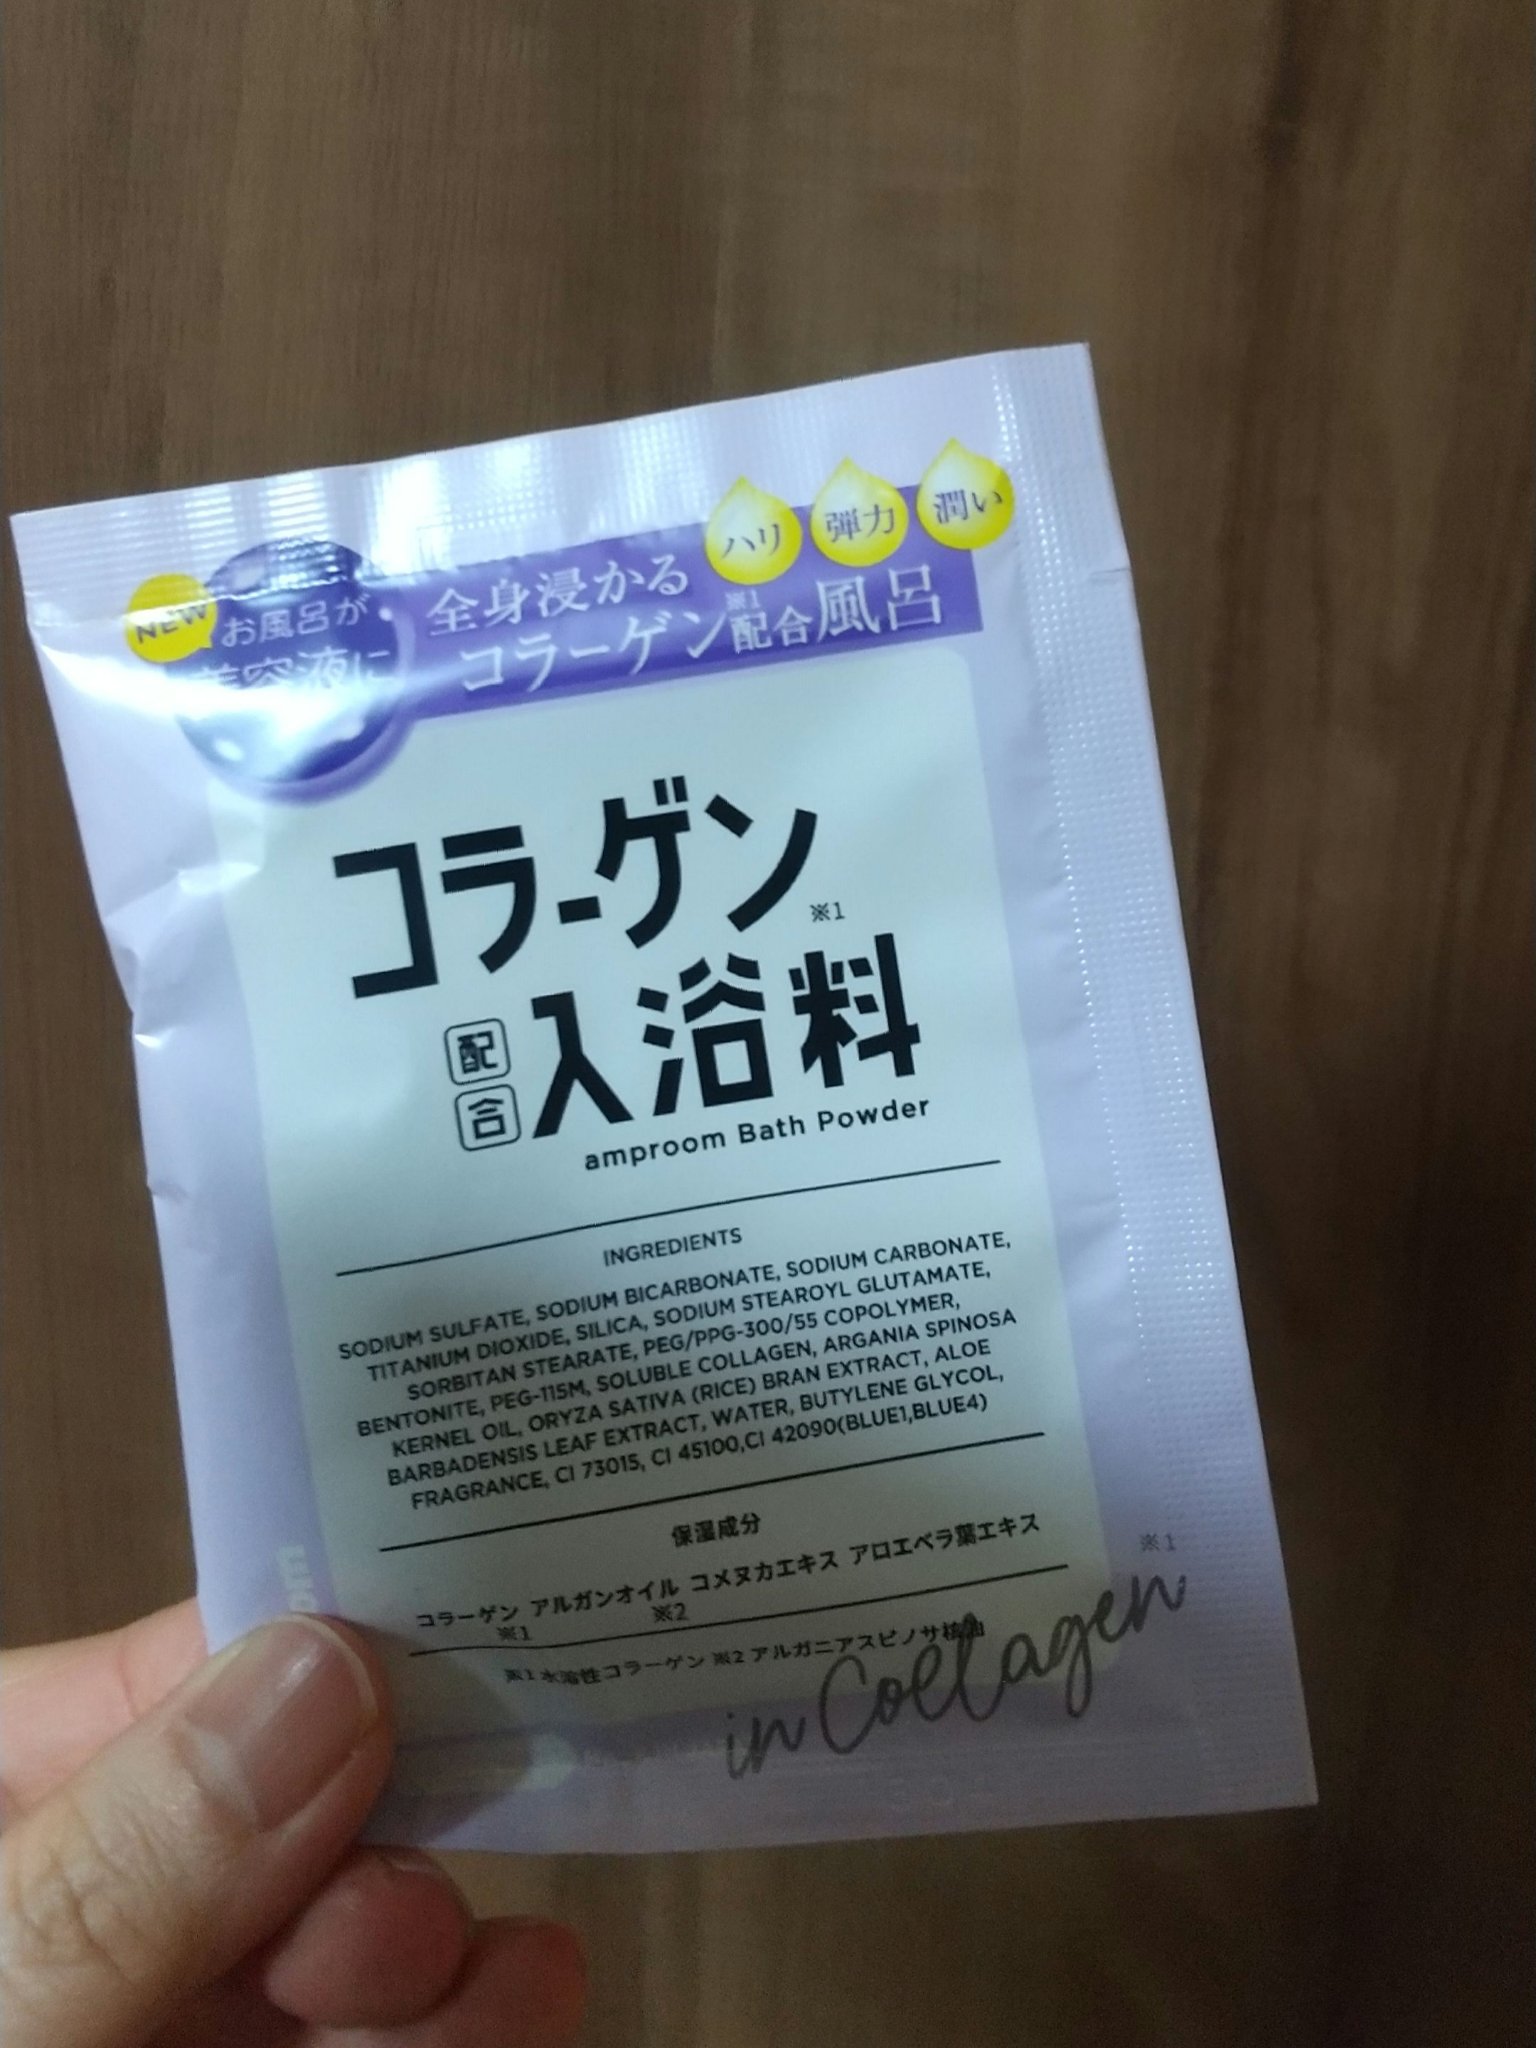 NEW
お風呂が
美容液に
ハリ
弾力
潤い
全身浸かる
コラーゲン※1配合風呂
コラーゲン※1
配合入浴料
amproom Bath Powder
INGREDIENTS
SODIUM SULFATE, SODIUM BICARBONATE, SODIUM CARBONATE,
TITANIUM DIOXIDE, SILICA, SODIUM STEAROYL GLUTAMATE,
SORBITAN STEARATE, PEG/PPG-300/55 COPOLYMER,
BENTONITE, PEG-115M, SOLUBLE COLLAGEN, ARGANIA SPINOSA
KERNEL OIL, ORYZA SATIVA (RICE) BRAN EXTRACT, ALOE
BARBADENSIS LEAF EXTRACT, WATER, BUTYLENE GLYCOL,
FRAGRANCE, CI 73015, CI 45100,CI 42090(BLUE1,BLUE4)
保湿成分
コラーゲン※1 アルガンオイル※2 コメヌカエキス アロエベラ葉エキス
※1 水溶性コラーゲン ※2 アルガニアスピノサ核油
in Collagen※1